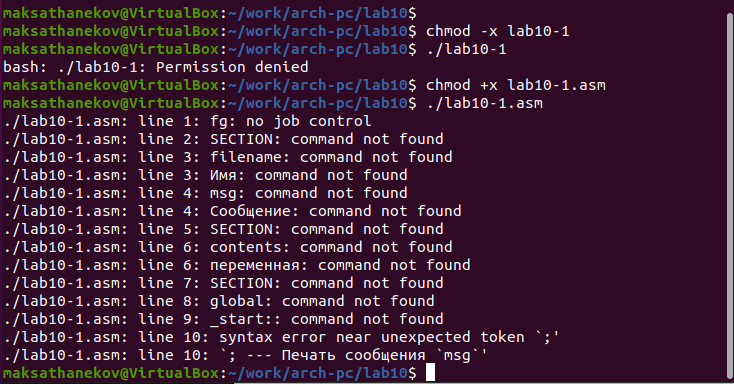 maksathanekov@VirtualBox:~/work/arch-pc/lab10$
maksathanekov@VirtualBox:~/work/arch-pc/lab10$ chmod -x lab10-1
maksathanekov@VirtualBox:~/work/arch-pc/lab10$ ./lab10-1
bash: ./lab10-1: Permission denied
maksathanekov@VirtualBox:~/work/arch-pc/lab10$ chmod +x lab10-1.asm
maksathanekov@VirtualBox:~/work/arch-pc/lab10$ ./lab10-1.asm
./lab10-1.asm: line 1: fg: no job control
./lab10-1.asm: line 2: SECTION: command not found
./lab10-1.asm: line 3: filename: command not found
./lab10-1.asm: line 3: Имя: command not found
./lab10-1.asm: line 4: msg: command not found
./lab10-1.asm: line 4: Сообщение: command not found
./lab10-1.asm: line 5: SECTION: command not found
./lab10-1.asm: line 6: contents: command not found
./lab10-1.asm: line 6: переменная: command not found
./lab10-1.asm: line 7: SECTION: command not found
./lab10-1.asm: line 8: global: command not found
./lab10-1.asm: line 9: _start:: command not found
./lab10-1.asm: line 10: syntax error near unexpected token `;'
./lab10-1.asm: line 10: `; --- Печать сообщения `msg`'
maksathanekov@VirtualBox:~/work/arch-pc/lab10$